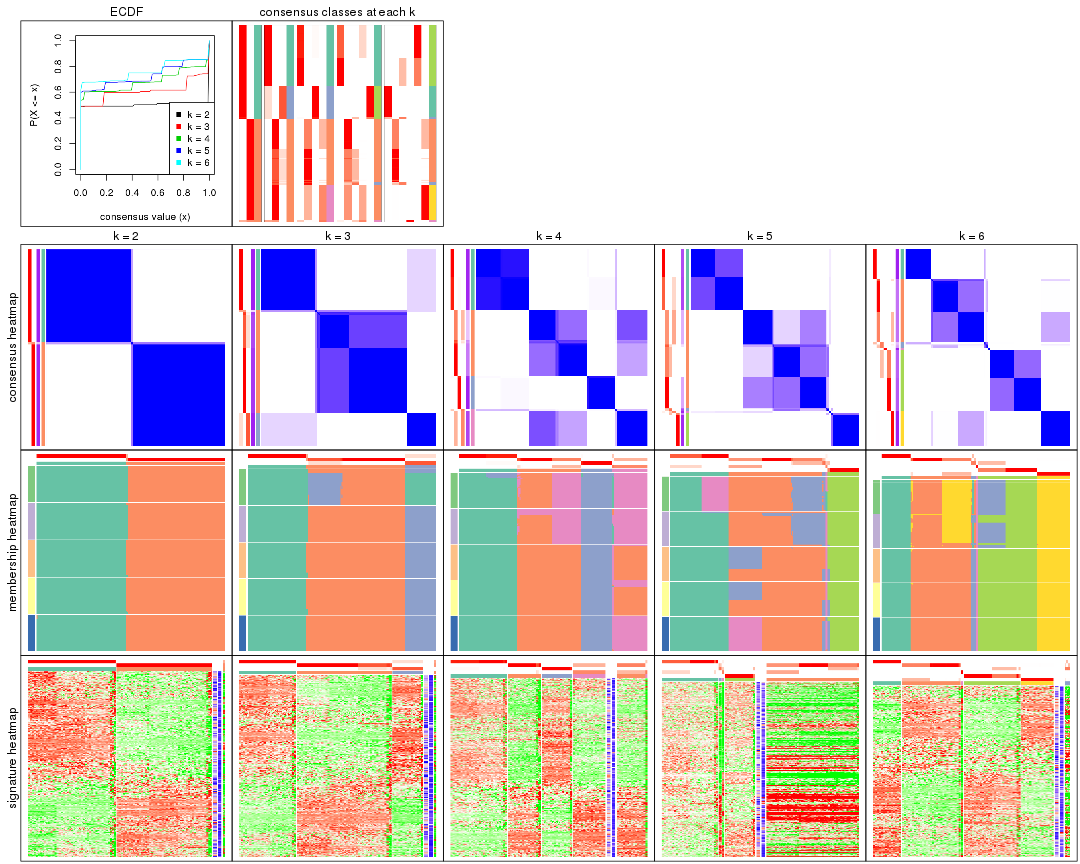 ECDF
consensus classes at each k
P(X <= x)
1.0
0.8
0.6
0.4
0.2
0.0
k = 2
k = 3
k = 4
k = 5
k = 6
0.0 0.2 0.4 0.6 0.8 1.0
consensus value (x)
k = 2
k = 3
k = 4
k = 5
k = 6
consensus heatmap
membership heatmap
signature heatmap